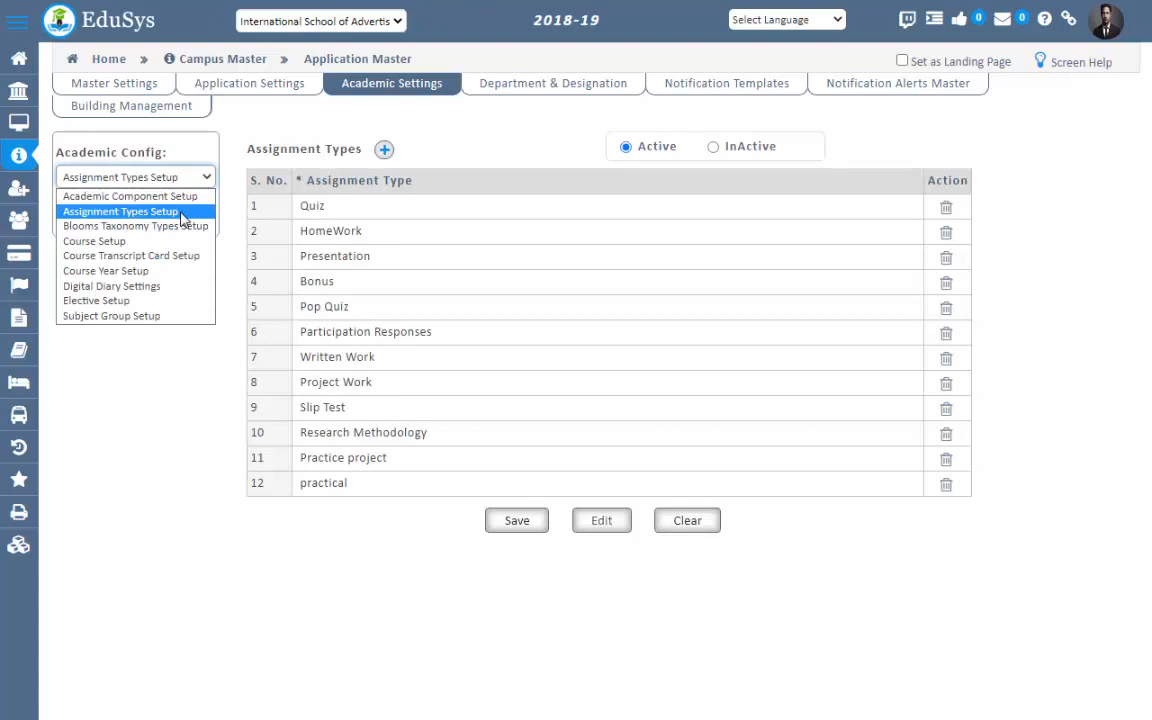 EduSys
International School of Advertis
2018-19
Select Language
0
0
Home » Campus Master » Application Master
Set as Landing Page
Screen Help
Master Settings
Application Settings
Academic Settings
Department & Designation
Notification Templates
Notification Alerts Master
Building Management
Academic Config:
Assignment Types Setup
Academic Component Setup
Assignment Types Setup
Blooms Taxonomy Types Setup
Course Setup
Course Transcript Card Setup
Course Year Setup
Digital Diary Settings
Elective Setup
Subject Group Setup
Assignment Types
Active
InActive
S. No. * Assignment Type Action
1 Quiz
2 HomeWork
3 Presentation
4 Bonus
5 Pop Quiz
6 Participation Responses
7 Written Work
8 Project Work
9 Slip Test
10 Research Methodology
11 Practice project
12 practical
Save
Edit
Clear